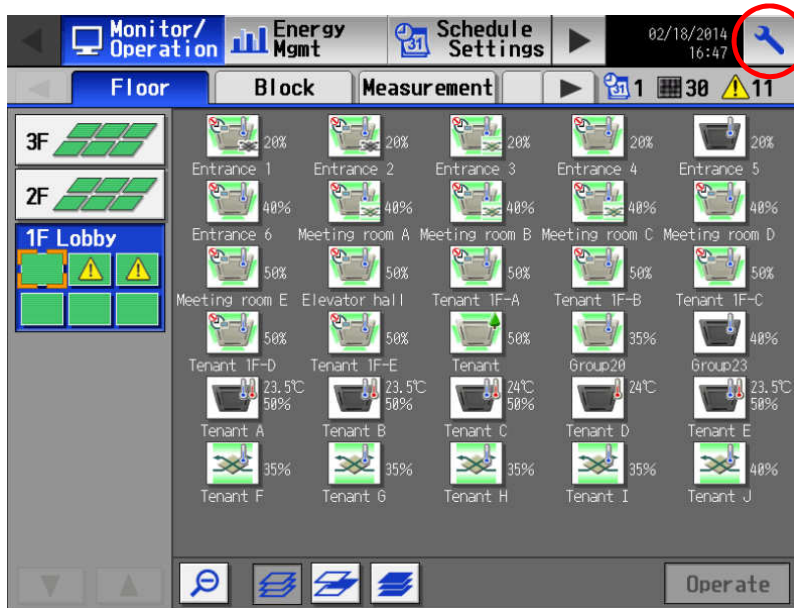 Monitor/ Operation
Energy Mgmt
31
Schedule Settings
02/18/2014
16:47
Floor
Block
Measurement
31
1
30
11
3F
2F
1F Lobby
20% 20% 20% 20% 20%
Entrance 1 Entrance 2 Entrance 3 Entrance 4 Entrance 5
40% 40% 40% 40% 40%
Entrance 6 Meeting room A Meeting room B Meeting room C Meeting room D
50% 50% 50% 50% 50%
Meeting room E Elevator hall Tenant 1F-A Tenant 1F-B Tenant 1F-C
50% 50% 50% 35% 40%
Tenant 1F-D Tenant 1F-E Tenant Group20 Group23
23.5℃ 23.5℃ 24℃ 24℃ 23.5℃
50% 50% 50% 50%
Tenant A Tenant B Tenant C Tenant D Tenant E
35% 35% 35% 35% 40%
Tenant F Tenant G Tenant H Tenant I Tenant J
Operate